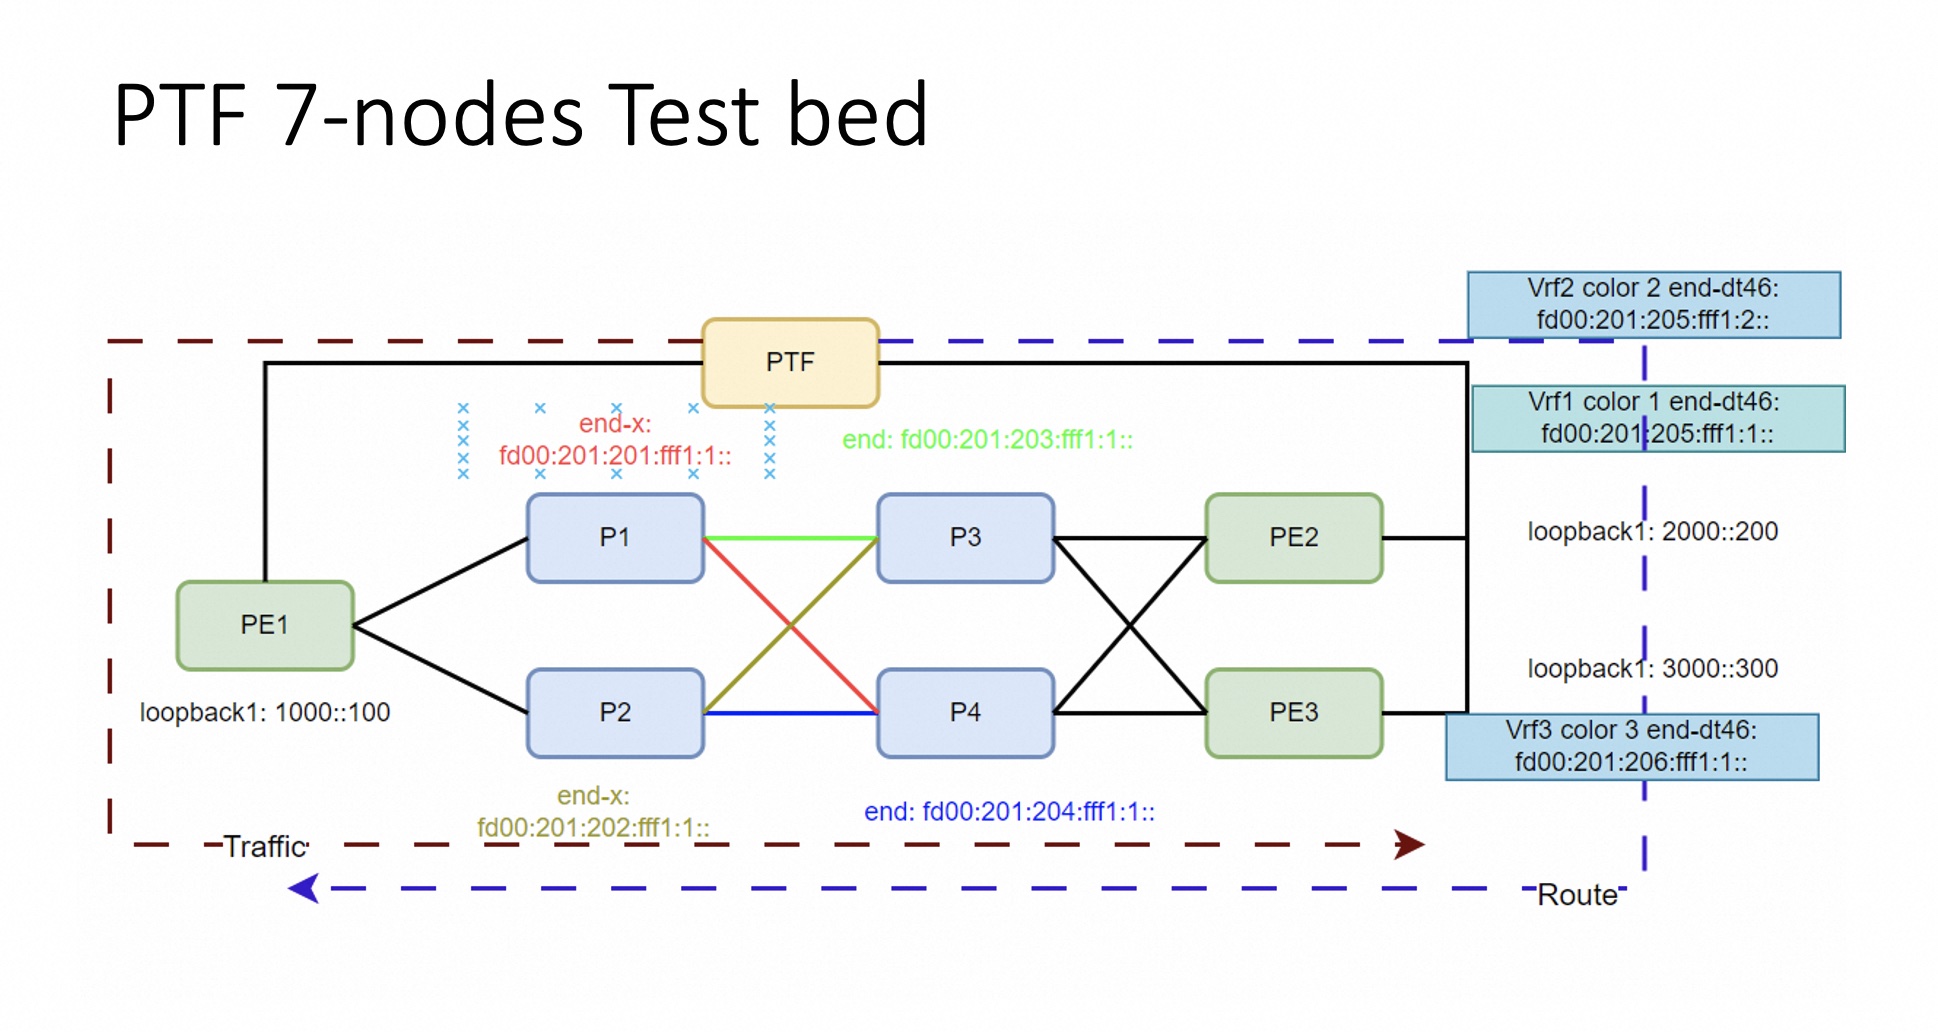 PTF 7-nodes Test bed
Vrf2 color 2 end-dt46:
fd00:201:205:fff1:2::
PTF
Vrf1 color 1 end-dt46:
fd00:201:205:fff1:1::
end-x:
fd00:201:201:fff1:1::
end: fd00:201:203:fff1:1::
P1
P3
PE2
loopback1: 2000::200
PE1
loopback1: 3000::300
loopback1: 1000::100
P2
P4
PE3
Vrf3 color 3 end-dt46:
fd00:201:206:fff1:1::
end-x:
fd00:201:202:fff1:1::
end: fd00:201:204:fff1:1::
Traffic
Route